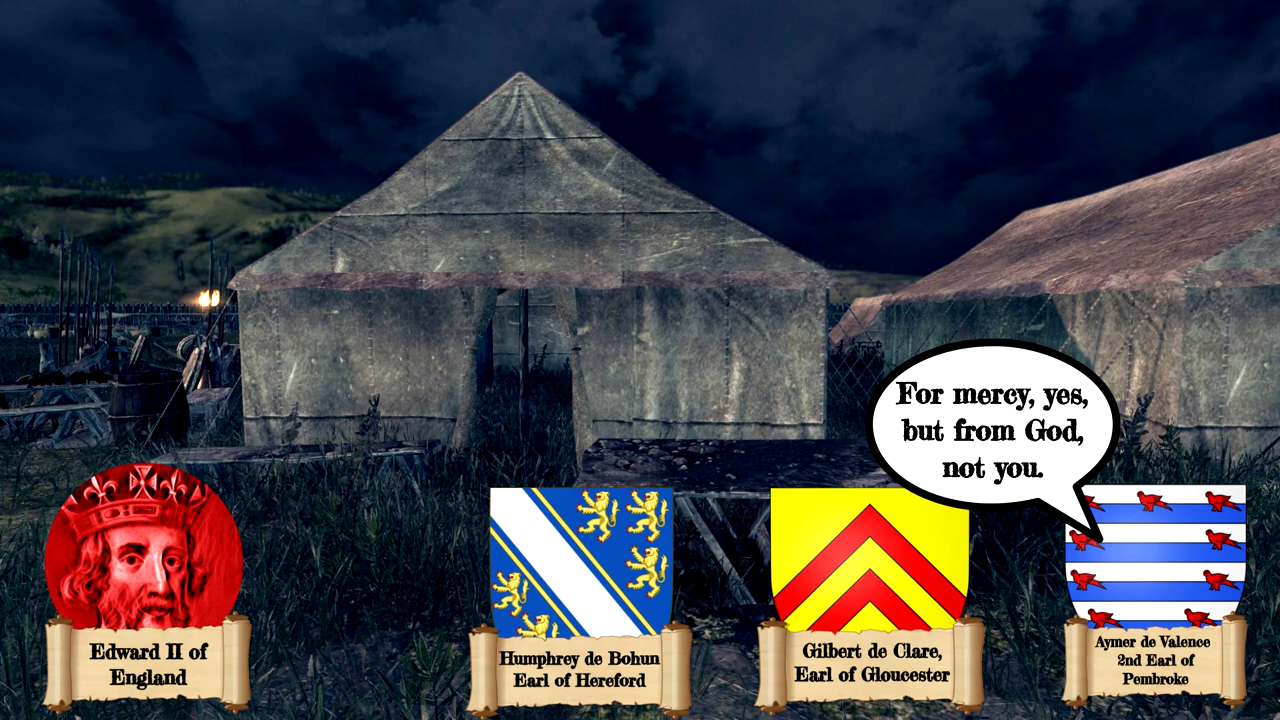 For mercy, yes,
but from God,
not you.
Edward II of
England
Humphrey de Bohun
Earl of Hereford
Gilbert de Clare,
Earl of Gloucester
Aymer de Valence
2nd Earl of
Pembroke